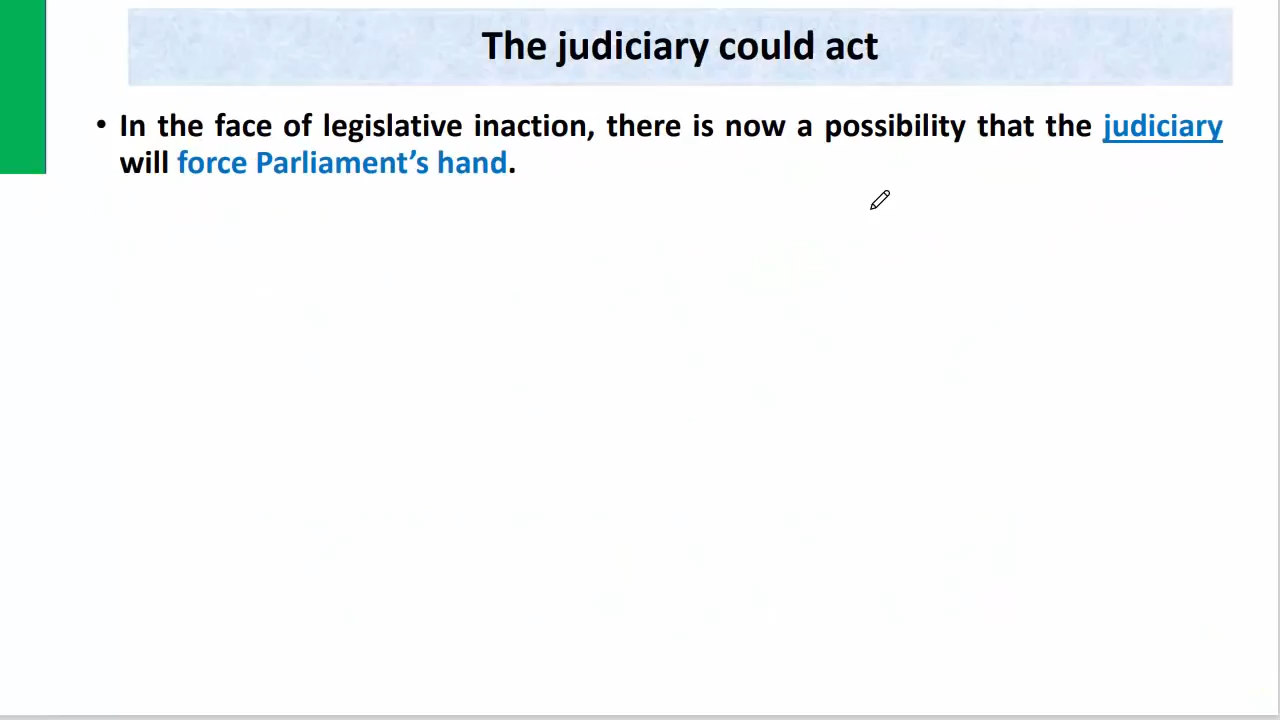 The judiciary could act
• In the face of legislative inaction, there is now a possibility that the judiciary
will force Parliament’s hand.